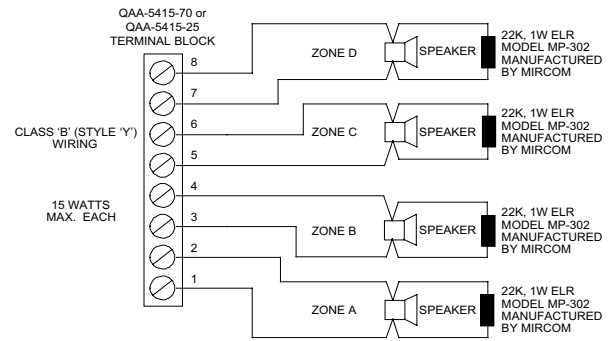 QAA-5415-70 or
QAA-5415-25
TERMINAL BLOCK
8
7
6
5
4
3
2
1
CLASS 'B' (STYLE 'Y')
WIRING
15 WATTS
MAX. EACH
ZONE D
SPEAKER
22K, 1W ELR
MODEL MP-302
MANUFACTURED
BY MIRCOM
ZONE C
SPEAKER
22K, 1W ELR
MODEL MP-302
MANUFACTURED
BY MIRCOM
ZONE B
SPEAKER
22K, 1W ELR
MODEL MP-302
MANUFACTURED
BY MIRCOM
ZONE A
SPEAKER
22K, 1W ELR
MODEL MP-302
MANUFACTURED
BY MIRCOM